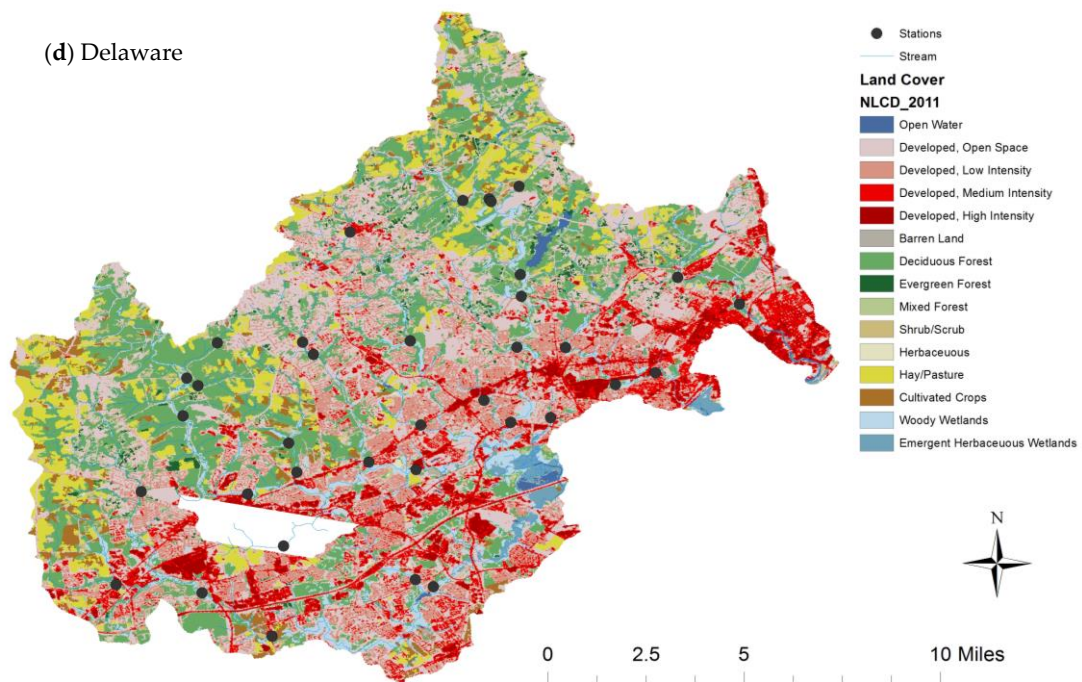 (d) Delaware
Stations
Stream
Land Cover
NLCD_2011
Open Water
Developed, Open Space
Developed, Low Intensity
Developed, Medium Intensity
Developed, High Intensity
Barren Land
Deciduous Forest
Evergreen Forest
Mixed Forest
Shrub/Scrub
Herbaceuous
Hay/Pasture
Cultivated Crops
Woody Wetlands
Emergent Herbaceuous Wetlands
N
0 2.5 5 10 Miles